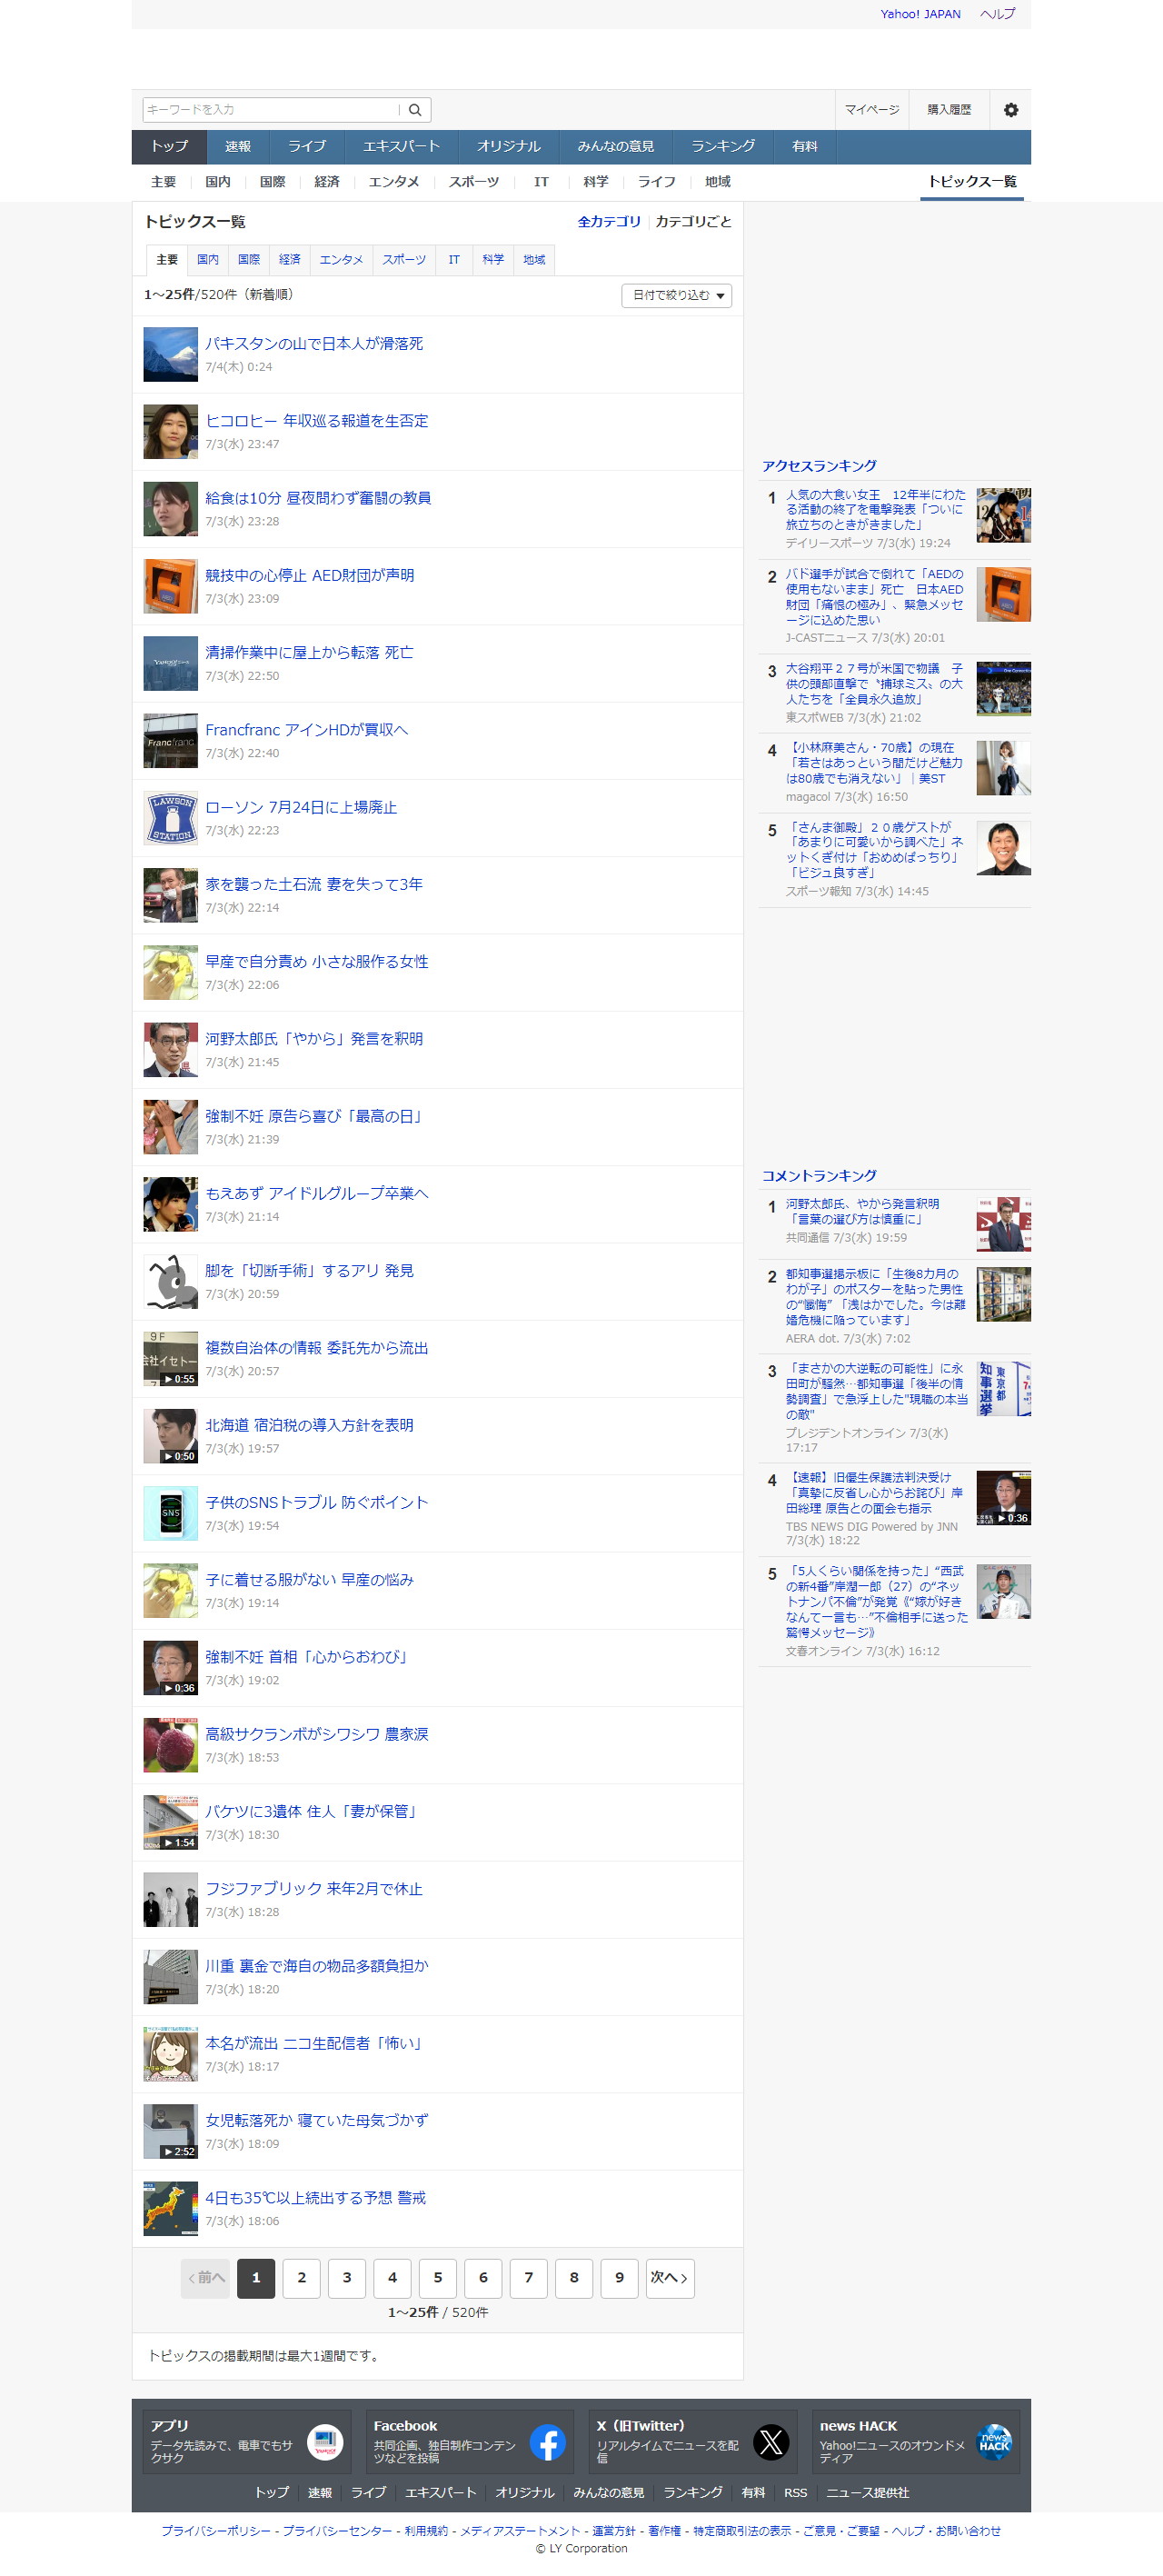 Yahoo! JAPAN ヘルプ
キーワードを入力
マイページ 購入履歴
トップ 速報 ライブ エキスパート オリジナル みんなの意見 ランキング 有料
主要 国内 国際 経済 エンタメ スポーツ IT 科学 ライフ 地域 トピックス一覧
トピックス一覧 全カテゴリ カテゴリごと
主要 国内 国際 経済 エンタメ スポーツ IT 科学 地域
1～25件/520件（新着順） 日付で絞り込む
パキスタンの山で日本人が滑落死
7/4(木) 0:24
ヒコロヒー 年収巡る報道を生否定
7/3(水) 23:47
給食は10分 昼夜問わず奮闘の教員
7/3(水) 23:28
競技中の心停止 AED財団が声明
7/3(水) 23:09
清掃作業中に屋上から転落 死亡
7/3(水) 22:50
Francfranc
Francfranc アインHDが買収へ
7/3(水) 22:40
LAWSON
STATION
ローソン 7月24日に上場廃止
7/3(水) 22:23
家を襲った土石流 妻を失って3年
7/3(水) 22:14
早産で自分責め 小さな服作る女性
7/3(水) 22:06
河野太郎氏「やから」発言を釈明
7/3(水) 21:45
強制不妊 原告ら喜び「最高の日」
7/3(水) 21:39
もえあず アイドルグループ卒業へ
7/3(水) 21:14
脚を「切断手術」するアリ 発見
7/3(水) 20:59
9F
会社イセトー
0:55
複数自治体の情報 委託先から流出
7/3(水) 20:57
0:50
北海道 宿泊税の導入方針を表明
7/3(水) 19:57
SNS
子供のSNSトラブル 防ぐポイント
7/3(水) 19:54
子に着せる服がない 早産の悩み
7/3(水) 19:14
0:36
強制不妊 首相「心からおわび」
7/3(水) 19:02
高級サクランボがシワシワ 農家涙
7/3(水) 18:53
1:54
バケツに3遺体 住人「妻が保管」
7/3(水) 18:30
フジファブリック 来年2月で休止
7/3(水) 18:28
川重 裏金で海自の物品多額負担か
7/3(水) 18:20
本名が流出 ニコ生配信者「怖い」
7/3(水) 18:17
2:52
女児転落死か 寝ていた母気づかず
7/3(水) 18:09
4日も35℃以上続出する予想 警戒
7/3(水) 18:06
前へ 1 2 3 4 5 6 7 8 9 次へ
1～25件 / 520件
トピックスの掲載期間は最大1週間です。
アクセスランキング
1 人気の大食い女王　12年半にわた
る活動の終了を電撃発表「ついに
旅立ちのときがきました」
デイリースポーツ 7/3(水) 19:24
2 バド選手が試合で倒れて「AEDの
使用もないまま」死亡　日本AED
財団「痛恨の極み」、緊急メッセ
ージに込めた思い
J-CASTニュース 7/3(水) 20:01
3 大谷翔平２７号が米国で物議　子
供の頭部直撃で〝捕球ミス〟の大
人たちを「全員永久追放」
東スポWEB 7/3(水) 21:02
4 【小林麻美さん・70歳】の現在
「若さはあっという間だけど魅力
は80歳でも消えない」｜美ST
magacol 7/3(水) 16:50
5 「さんま御殿」２０歳ゲストが
「あまりに可愛いから調べた」ネ
ットくぎ付け「おめめぱっちり」
「ビジュ良すぎ」
スポーツ報知 7/3(水) 14:45
コメントランキング
1 河野太郎氏、やから発言釈明
「言葉の選び方は慎重に」
共同通信 7/3(水) 19:59
2 都知事選掲示板に「生後8カ月の
わが子」のポスターを貼った男性
の“懺悔” 「浅はかでした。今は離
婚危機に陥っています」
AERA dot. 7/3(水) 7:02
3 「まさかの大逆転の可能性」に永
田町が騒然…都知事選「後半の情
勢調査」で急浮上した"現職の本当
の敵"
プレジデントオンライン 7/3(水)
17:17
東京都
知事選挙
4 【速報】旧優生保護法判決受け
「真摯に反省し心からお詫び」岸
田総理 原告との面会も指示
TBS NEWS DIG Powered by JNN
7/3(水) 18:22
0:36
5 「5人くらい関係を持った」“西武
の新4番”岸潤一郎（27）の“ネッ
トナンパ不倫”が発覚《“嫁が好き
なんて一言も…”不倫相手に送った
驚愕メッセージ》
文春オンライン 7/3(水) 16:12
アプリ
データ先読みで、電車でもサ
クサク
Facebook
共同企画、独自制作コンテン
ツなどを投稿
X（旧Twitter）
リアルタイムでニュースを配
信
news HACK
Yahoo!ニュースのオウンドメ
ディア
news
HACK
トップ 速報 ライブ エキスパート オリジナル みんなの意見 ランキング 有料 RSS ニュース提供社
プライバシーポリシー - プライバシーセンター - 利用規約 - メディアステートメント - 運営方針 - 著作権 - 特定商取引法の表示 - ご意見・ご要望 - ヘルプ・お問い合わせ
© LY Corporation